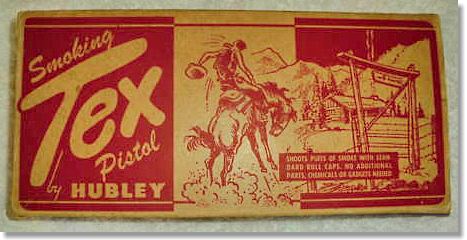 Smoking
Tex
Pistol
by HUBLEY
SHOOTS PUFFS OF SMOKE WITH STAN
DARD ROLL CAPS. NO ADDITIONAL
PARTS, CHEMICALS OR GADGETS NEEDED